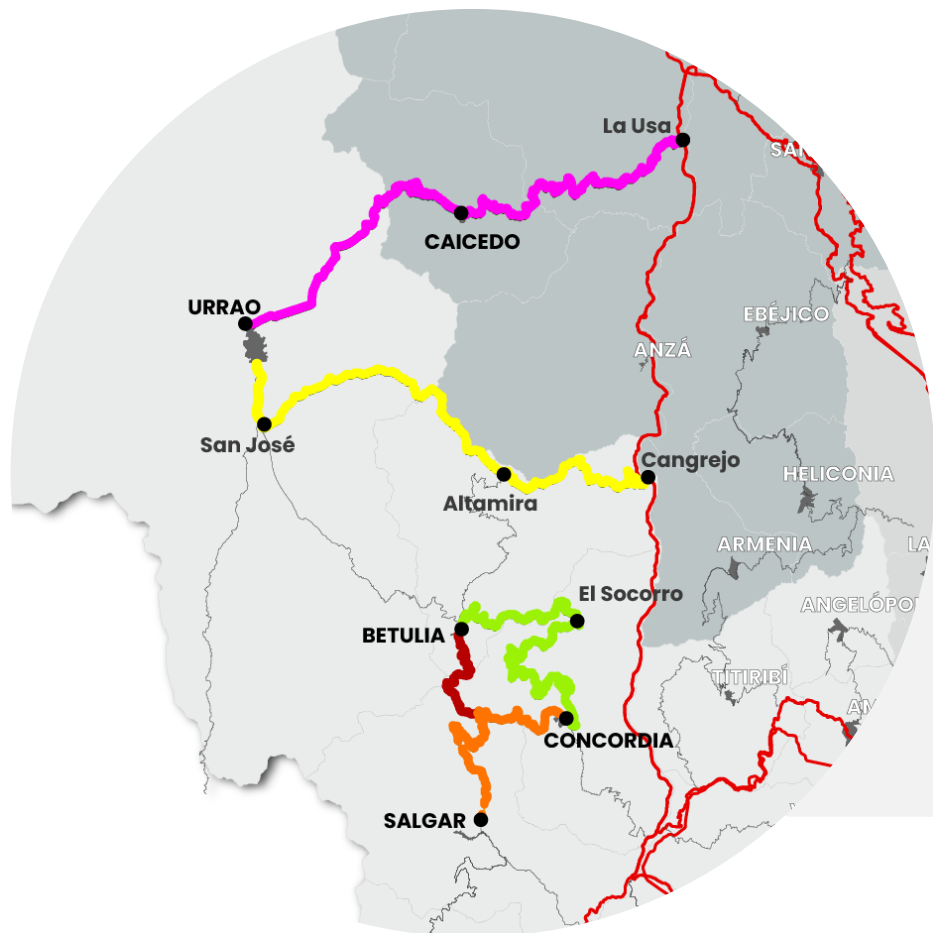 La Usa
CAICEDO
URRAO
EBÉJICO
ANZÁ
San José
Cangrejo
Altamira
HELICONIA
ARMENIA
El Socorro
BETULIA
TITIRIBÍ
CONCORDIA
SALGAR